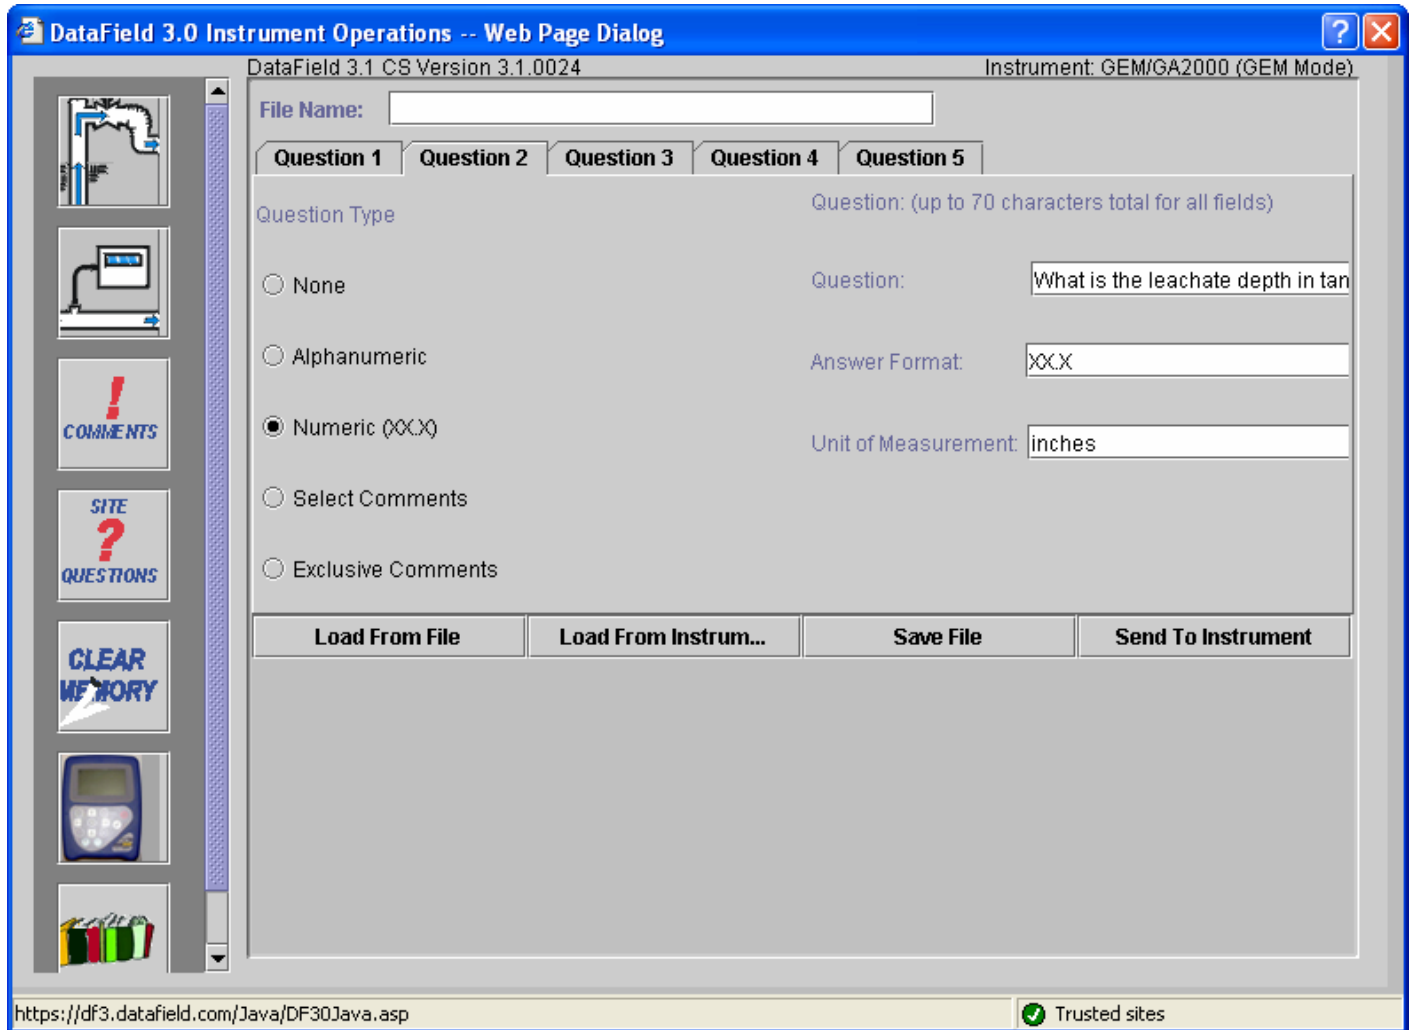 DataField 3.0 Instrument Operations -- Web Page Dialog
DataField 3.1 CS Version 3.1.0024 Instrument: GEM/GA2000 (GEM Mode)
File Name:
Question 1 Question 2 Question 3 Question 4 Question 5
Question Type
Question: (up to 70 characters total for all fields)
None
Alphanumeric
Numeric (XX.X)
Select Comments
Exclusive Comments
Question: What is the leachate depth in tan
Answer Format: XX.X
Unit of Measurement: inches
Load From File Load From Instrum... Save File Send To Instrument
!
COMMENTS
SITE
?
QUESTIONS
CLEAR
MEMORY
https://df3.datafield.com/Java/DF30Java.asp Trusted sites